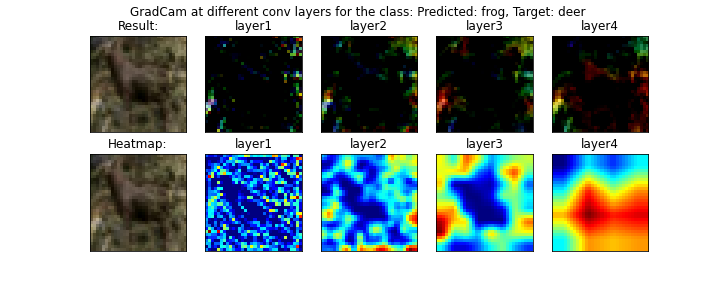 GradCam at different conv layers for the class: Predicted: frog, Target: deer
Result: layer1 layer2 layer3 layer4
Heatmap: layer1 layer2 layer3 layer4